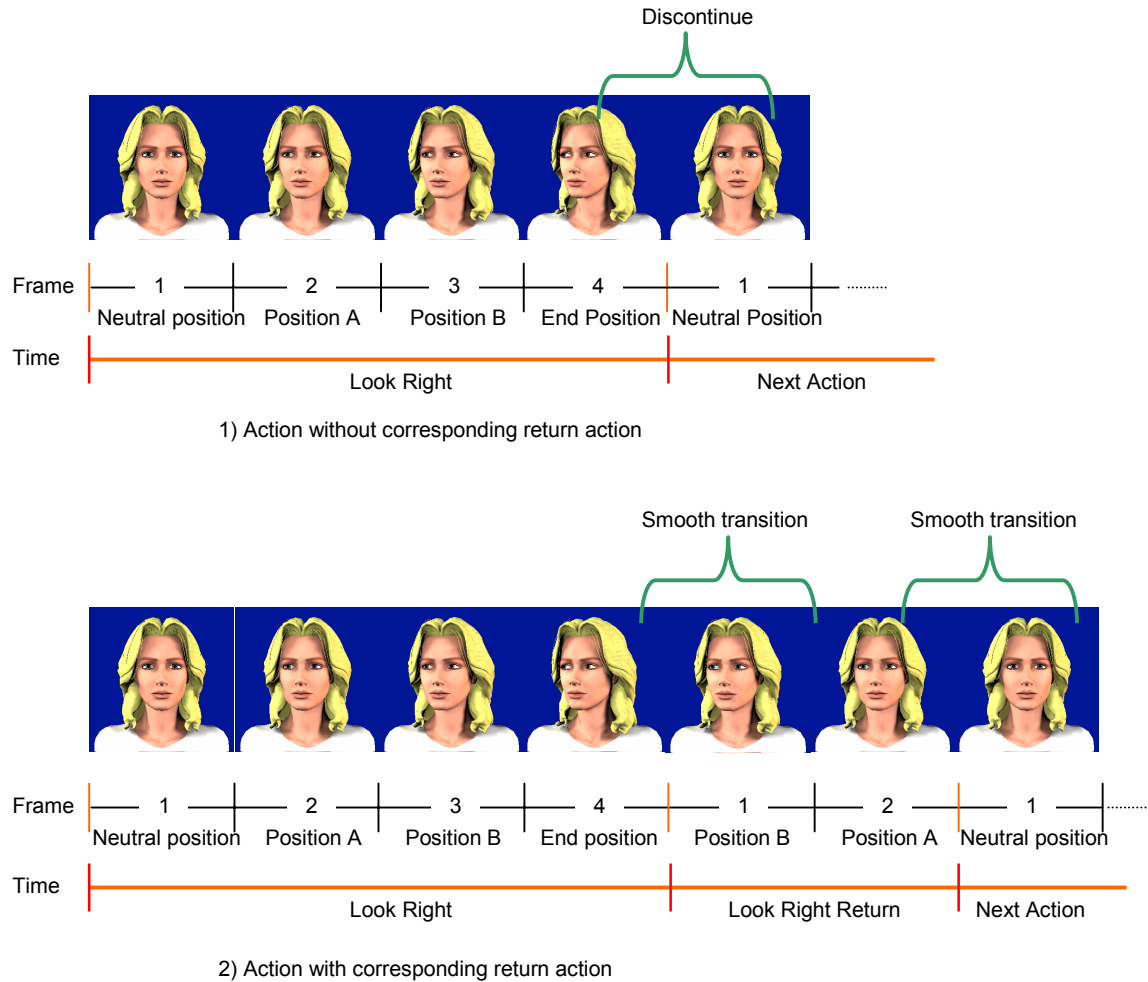 Discontinue
Frame 1 2 3 4 1 ..........
Neutral position Position A Position B End Position Neutral Position
Time
Look Right Next Action
1) Action without corresponding return action
Smooth transition Smooth transition
Frame 1 2 3 4 1 2 1 ..........
Neutral position Position A Position B End position Position B Position A Neutral position
Time
Look Right Look Right Return Next Action
2) Action with corresponding return action